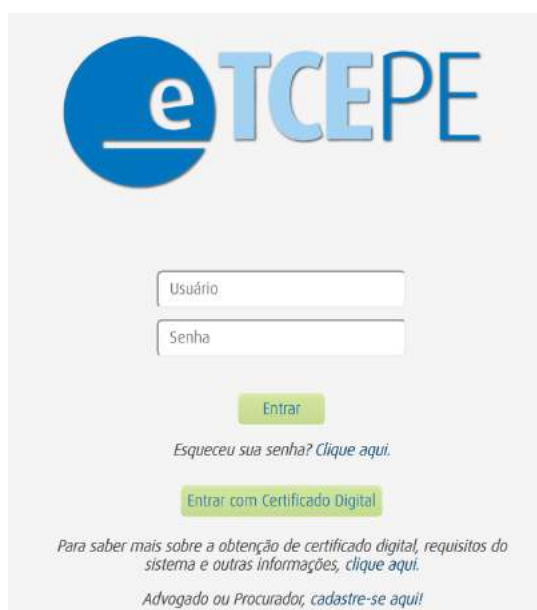 e TCEPE
Usuário
Senha
Entrar
Esqueceu sua senha? Clique aqui.
Entrar com Certificado Digital
Para saber mais sobre a obtenção de certificado digital, requisitos do
sistema e outras informações, clique aqui.
Advogado ou Procurador, cadastre-se aqui!